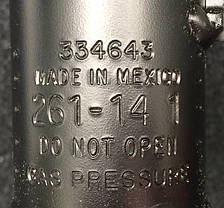 334643
MADE IN MEXICO
261-14 1
DO NOT OPEN
GAS PRESSURE